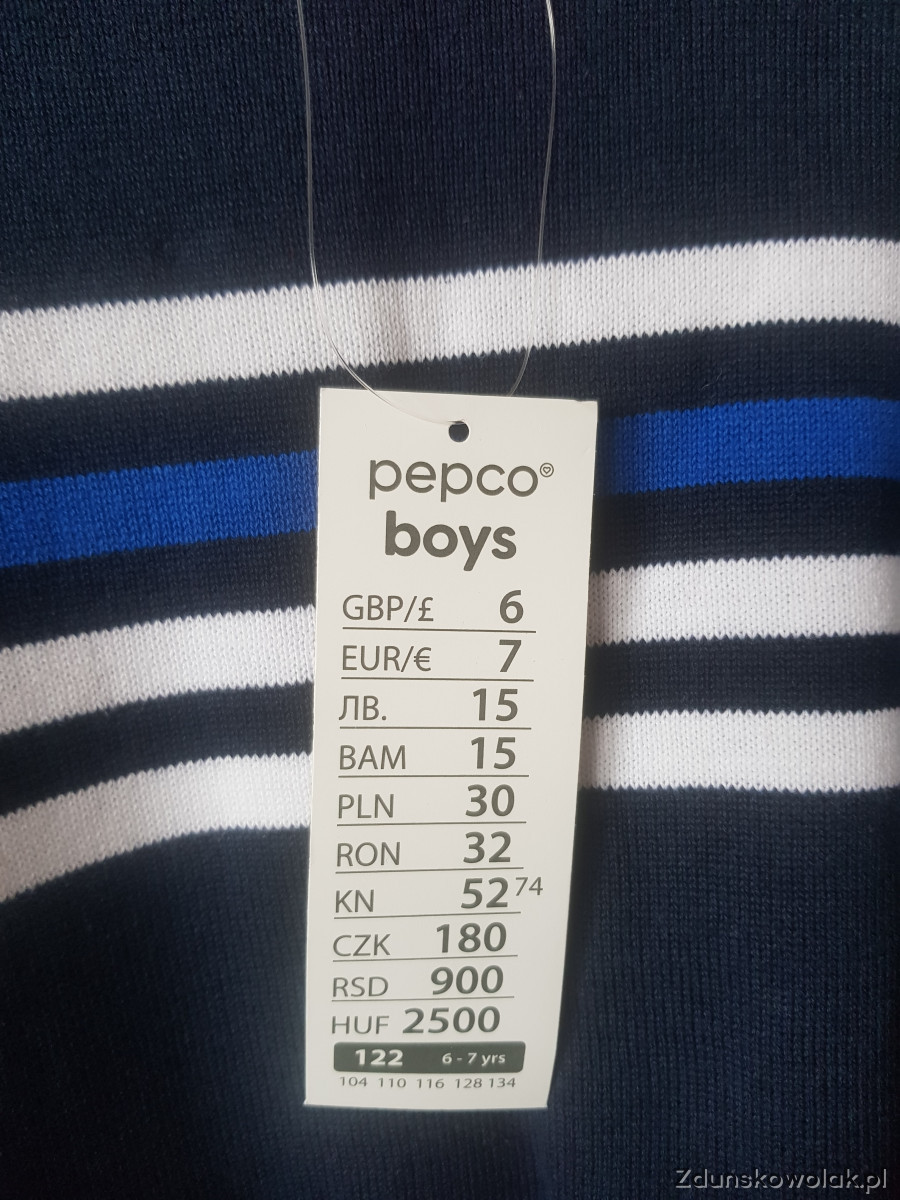 pepco
boys
GBP/£ 6
EUR/€ 7
ЛВ. 15
BAM 15
PLN 30
RON 32
KN 52 74
CZK 180
RSD 900
HUF 2500
122 6 - 7 yrs
104 110 116 128 134
Zdunskowolak.pl